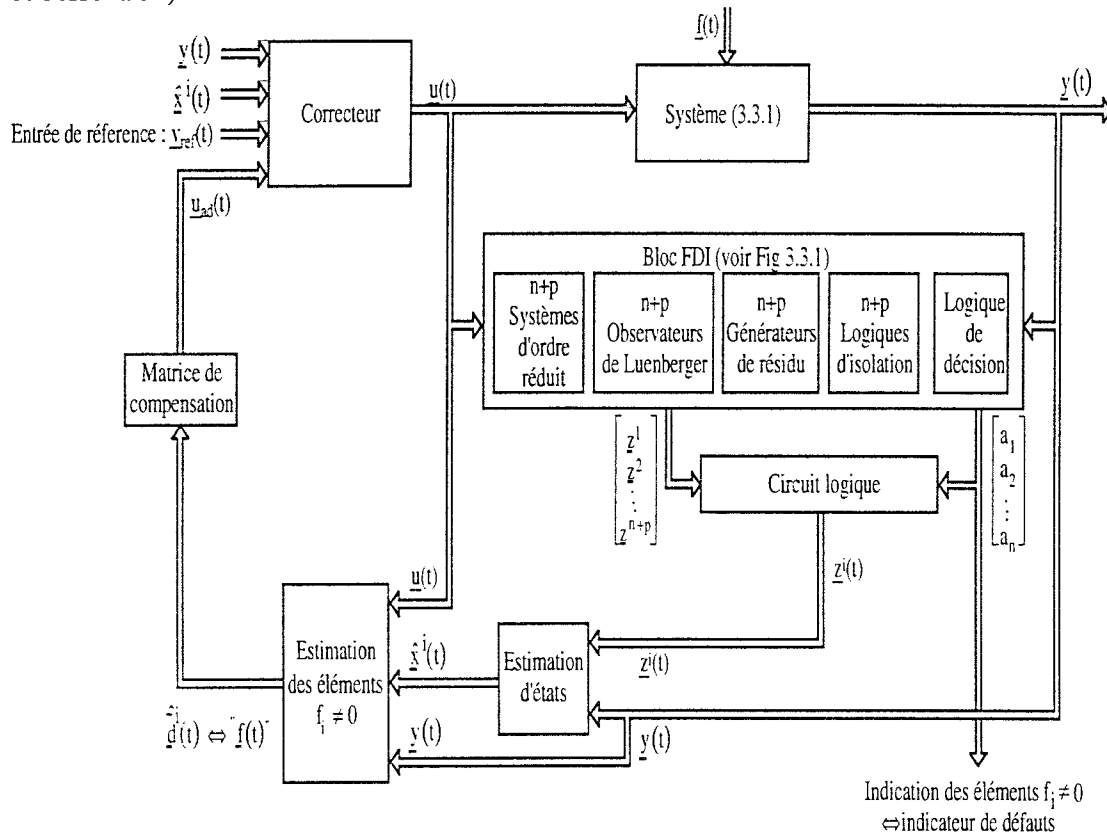 f(t)
y(t)
x̂ⁱ(t)
Entrée de réference : v_ref(t)
u_ad(t)
Correcteur
u(t)
Système (3.3.1)
y(t)
Bloc FDI (voir Fig 3.3.1)
n+p
Systèmes
d'ordre
réduit
n+p
Observateurs
de Luenberger
n+p
Générateurs
de résidu
n+p
Logiques
d'isolation
Logique
de
décision
Matrice de
compensation
z¹
z²
⋮
zⁿ⁺ᵖ
Circuit logique
a₁
a₂
⋮
aₙ
zⁱ(t)
u(t)
Estimation
des éléments
fᵢ ≠ 0
x̂ⁱ(t)
Estimation
d'états
zⁱ(t)
d̂ⁱ(t) ⇔ "f(t)"
y(t)
y(t)
Indication des éléments fᵢ ≠ 0
⇔indicateur de défauts